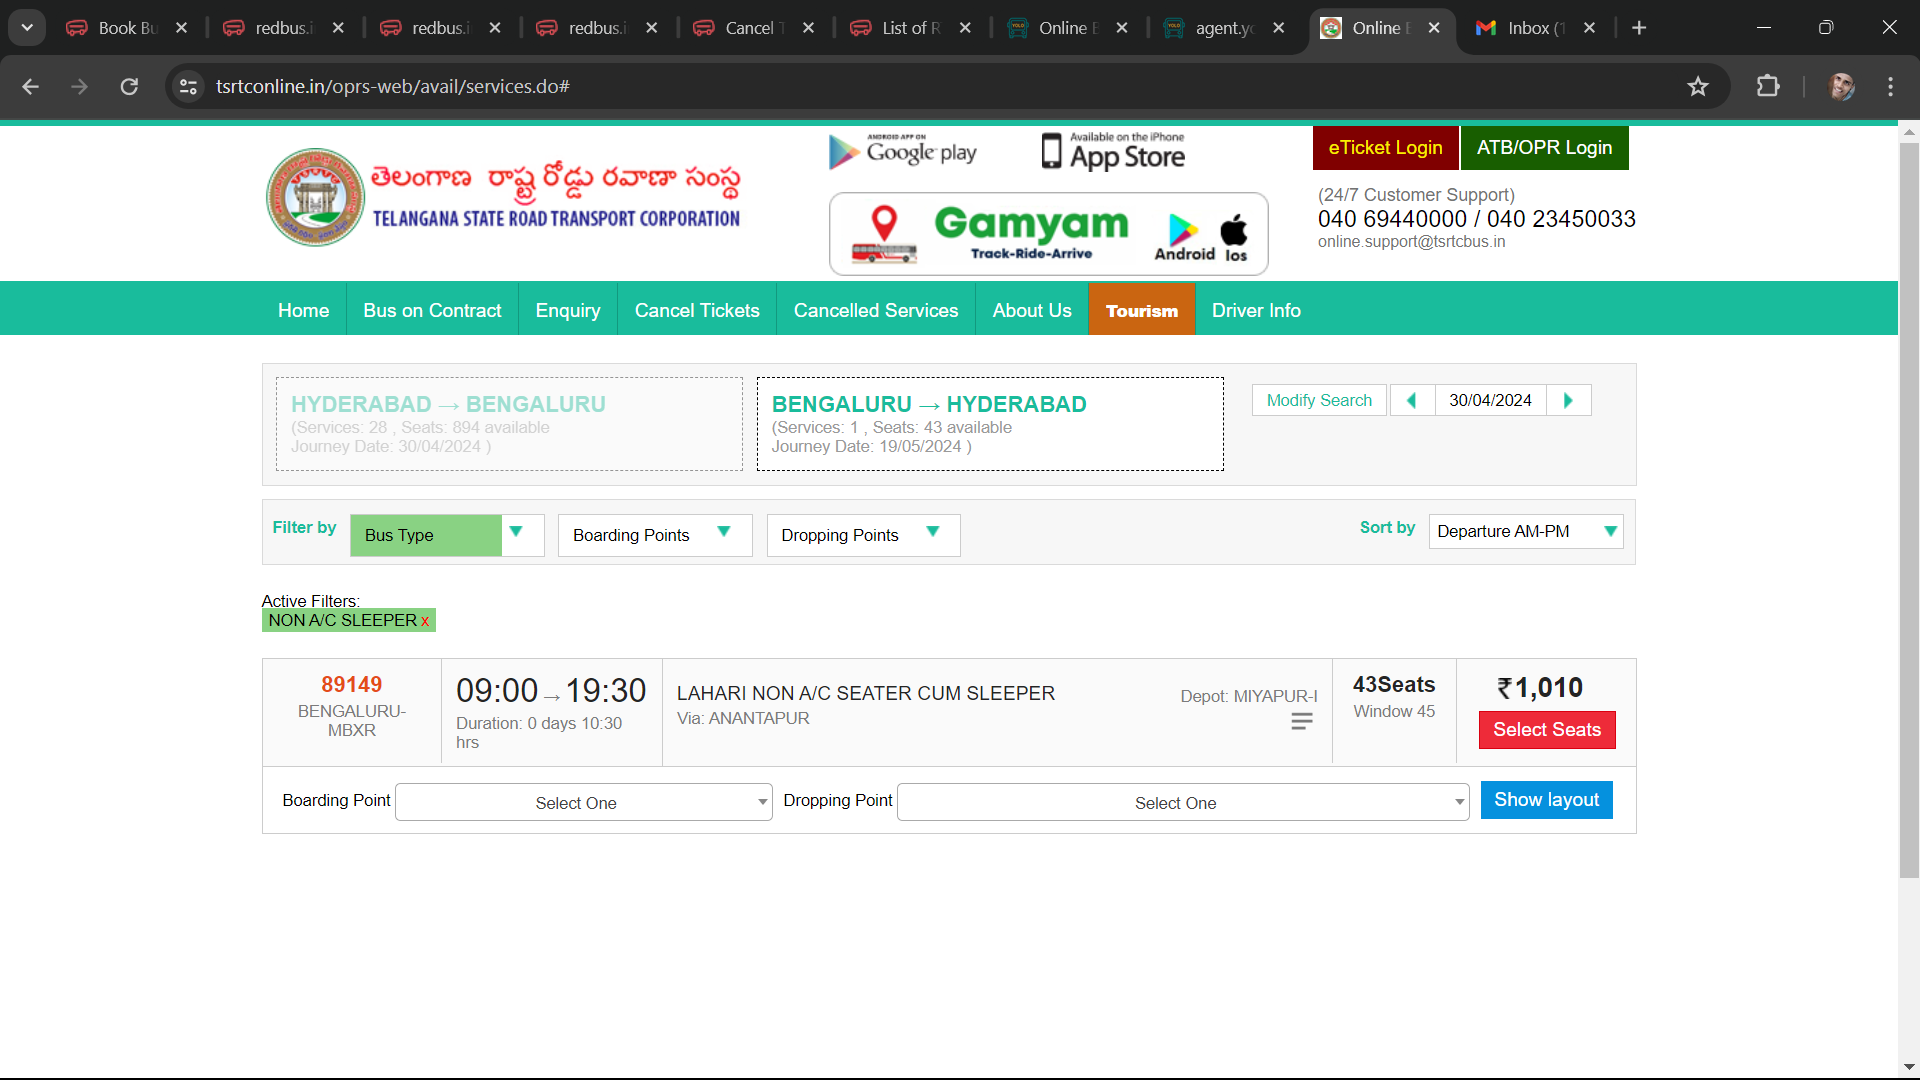 Book Bu
redbus.i
redbus.i
redbus.i
Cancel T
List of R
Online B
agent.yo
Online B
Inbox (1
tsrtconline.in/oprs-web/avail/services.do#
తెలంగాణ రాష్ట్ర రోడ్డు రవాణా సంస్థ
TELANGANA STATE ROAD TRANSPORT CORPORATION
ANDROID APP ON
Google play
Available on the iPhone
App Store
Gamyam
Track-Ride-Arrive
Android Ios
eTicket Login
ATB/OPR Login
(24/7 Customer Support)
040 69440000 / 040 23450033
online.support@tsrtcbus.in
Home
Bus on Contract
Enquiry
Cancel Tickets
Cancelled Services
About Us
Tourism
Driver Info
HYDERABAD → BENGALURU
(Services: 28 , Seats: 894 available
Journey Date: 30/04/2024 )
BENGALURU → HYDERABAD
(Services: 1 , Seats: 43 available
Journey Date: 19/05/2024 )
Modify Search
30/04/2024
Filter by
Bus Type
Boarding Points
Dropping Points
Sort by
Departure AM-PM
Active Filters:
NON A/C SLEEPER x
89149
BENGALURU-
MBXR
09:00→19:30
Duration: 0 days 10:30
hrs
LAHARI NON A/C SEATER CUM SLEEPER
Via: ANANTAPUR
Depot: MIYAPUR-I
43Seats
Window 45
₹1,010
Select Seats
Boarding Point
Select One
Dropping Point
Select One
Show layout